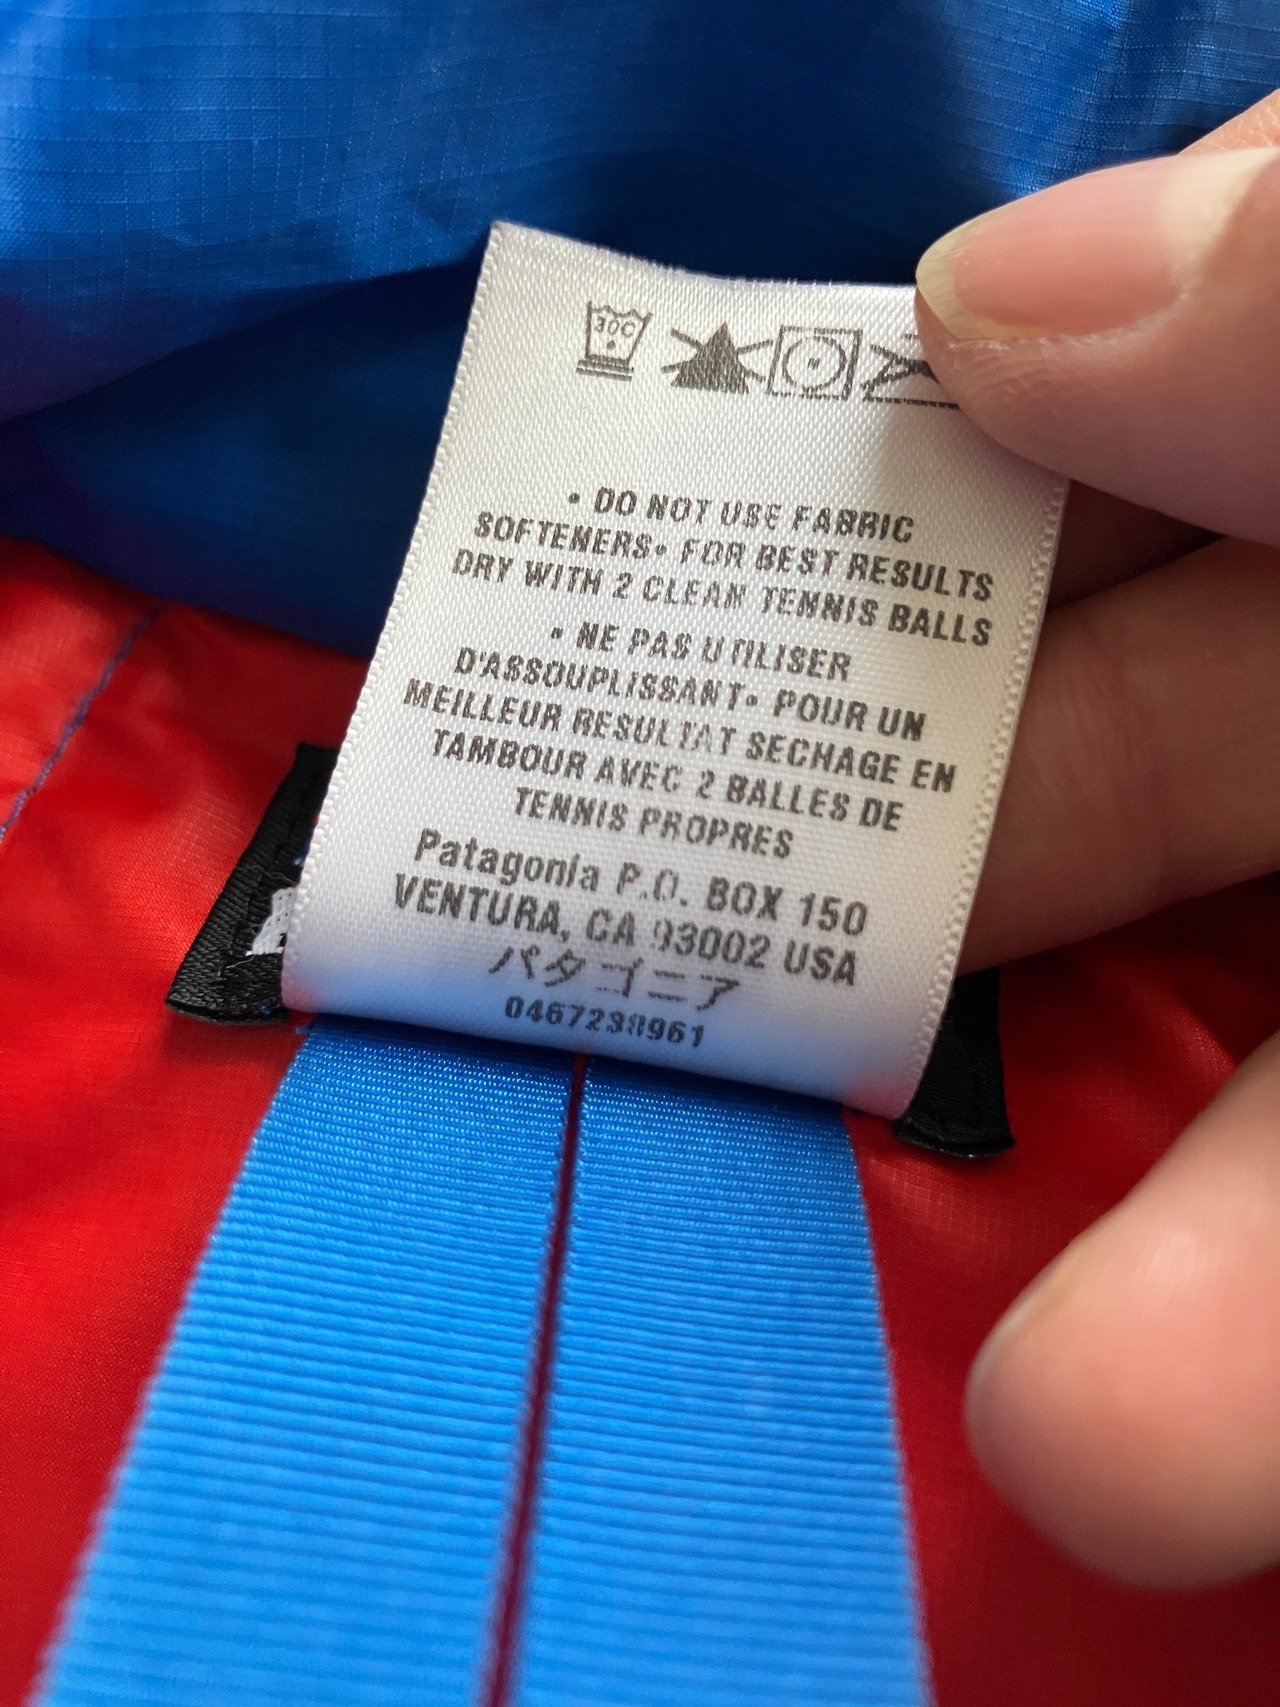 30C
• DO NOT USE FABRIC
SOFTENERS• FOR BEST RESULTS
DRY WITH 2 CLEAN TENNIS BALLS
• NE PAS UTILISER
D'ASSOUPLISSANT• POUR UN
MEILLEUR RESULTAT SECHAGE EN
TAMBOUR AVEC 2 BALLES DE
TENNIS PROPRES
Patagonia P.O. BOX 150
VENTURA, CA 93002 USA
パタゴニア